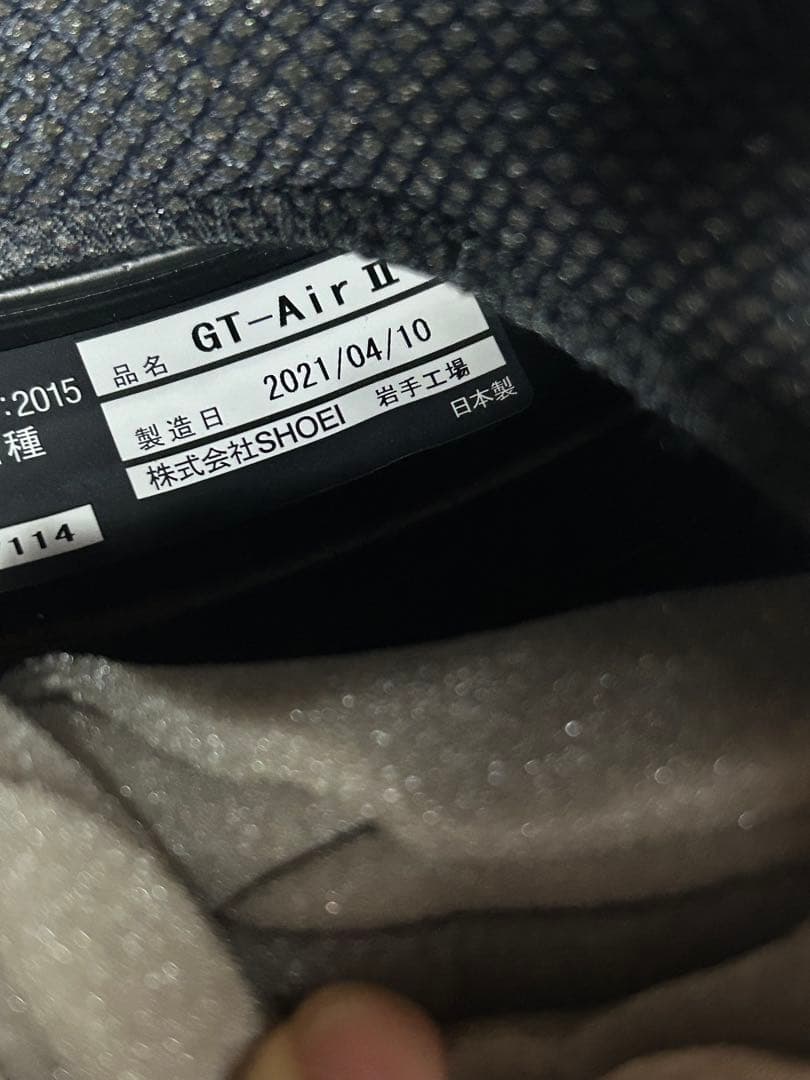 品名 GT-Air Ⅱ
:2015
製造日 2021/04/10
種
株式会社SHOEI 岩手工場
日本製
114